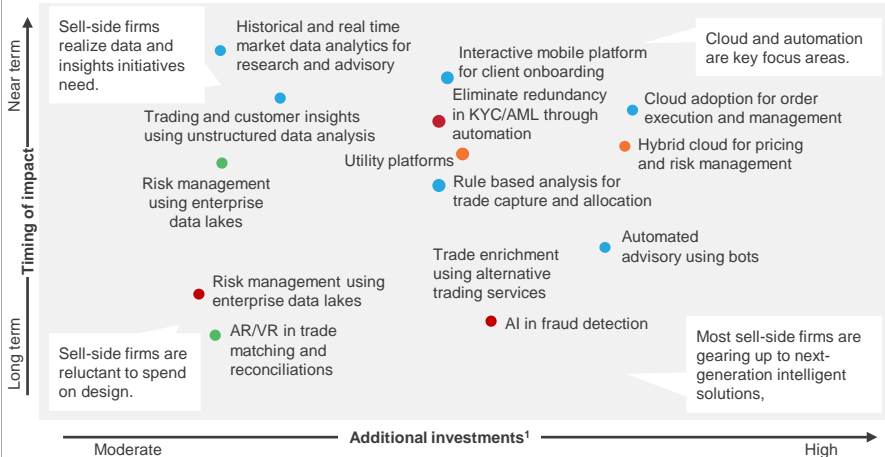 Near term
Timing of impact
Long term
Sell-side firms
realize data and
insights initiatives
need.
Historical and real time
market data analytics for
research and advisory
Interactive mobile platform
for client onboarding
Cloud and automation
are key focus areas.
Trading and customer insights
using unstructured data analysis
Eliminate redundancy
in KYC/AML through
automation
Cloud adoption for order
execution and management
Utility platforms
Hybrid cloud for pricing
and risk management
Risk management
using enterprise
data lakes
Rule based analysis for
trade capture and allocation
Automated
advisory using bots
Trade enrichment
using alternative
trading services
Risk management using
enterprise data lakes
AI in fraud detection
AR/VR in trade
matching and
reconciliations
Sell-side firms are
reluctant to spend
on design.
Most sell-side firms are
gearing up to next-
generation intelligent
solutions,
Moderate
Additional investments¹
High